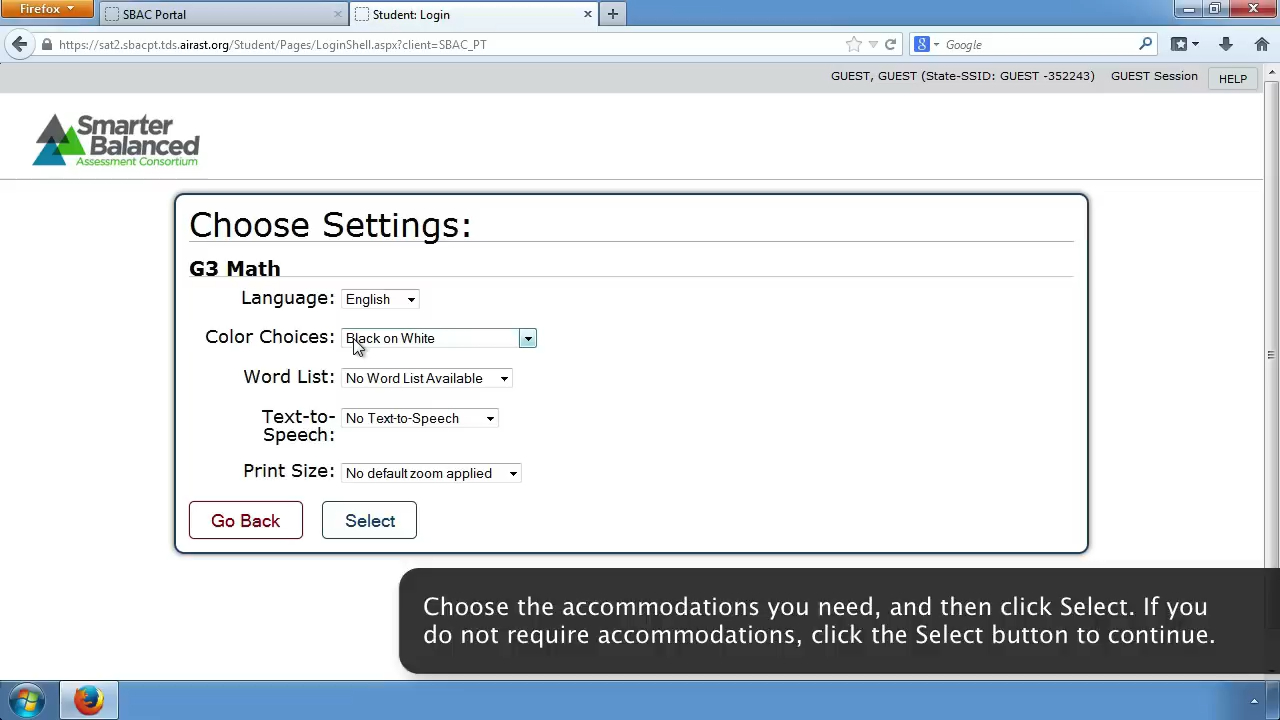 Firefox
SBAC Portal
Student: Login
https://sat2.sbacpt.tds.airast.org/Student/Pages/LoginShell.aspx?client=SBAC_PT
Google
GUEST, GUEST (State-SSID: GUEST -352243) GUEST Session HELP
Smarter
Balanced
Assessment Consortium
Choose Settings:
G3 Math
Language: English
Color Choices: Black on White
Word List: No Word List Available
Text-to-
Speech: No Text-to-Speech
Print Size: No default zoom applied
Go Back Select
Choose the accommodations you need, and then click Select. If you
do not require accommodations, click the Select button to continue.